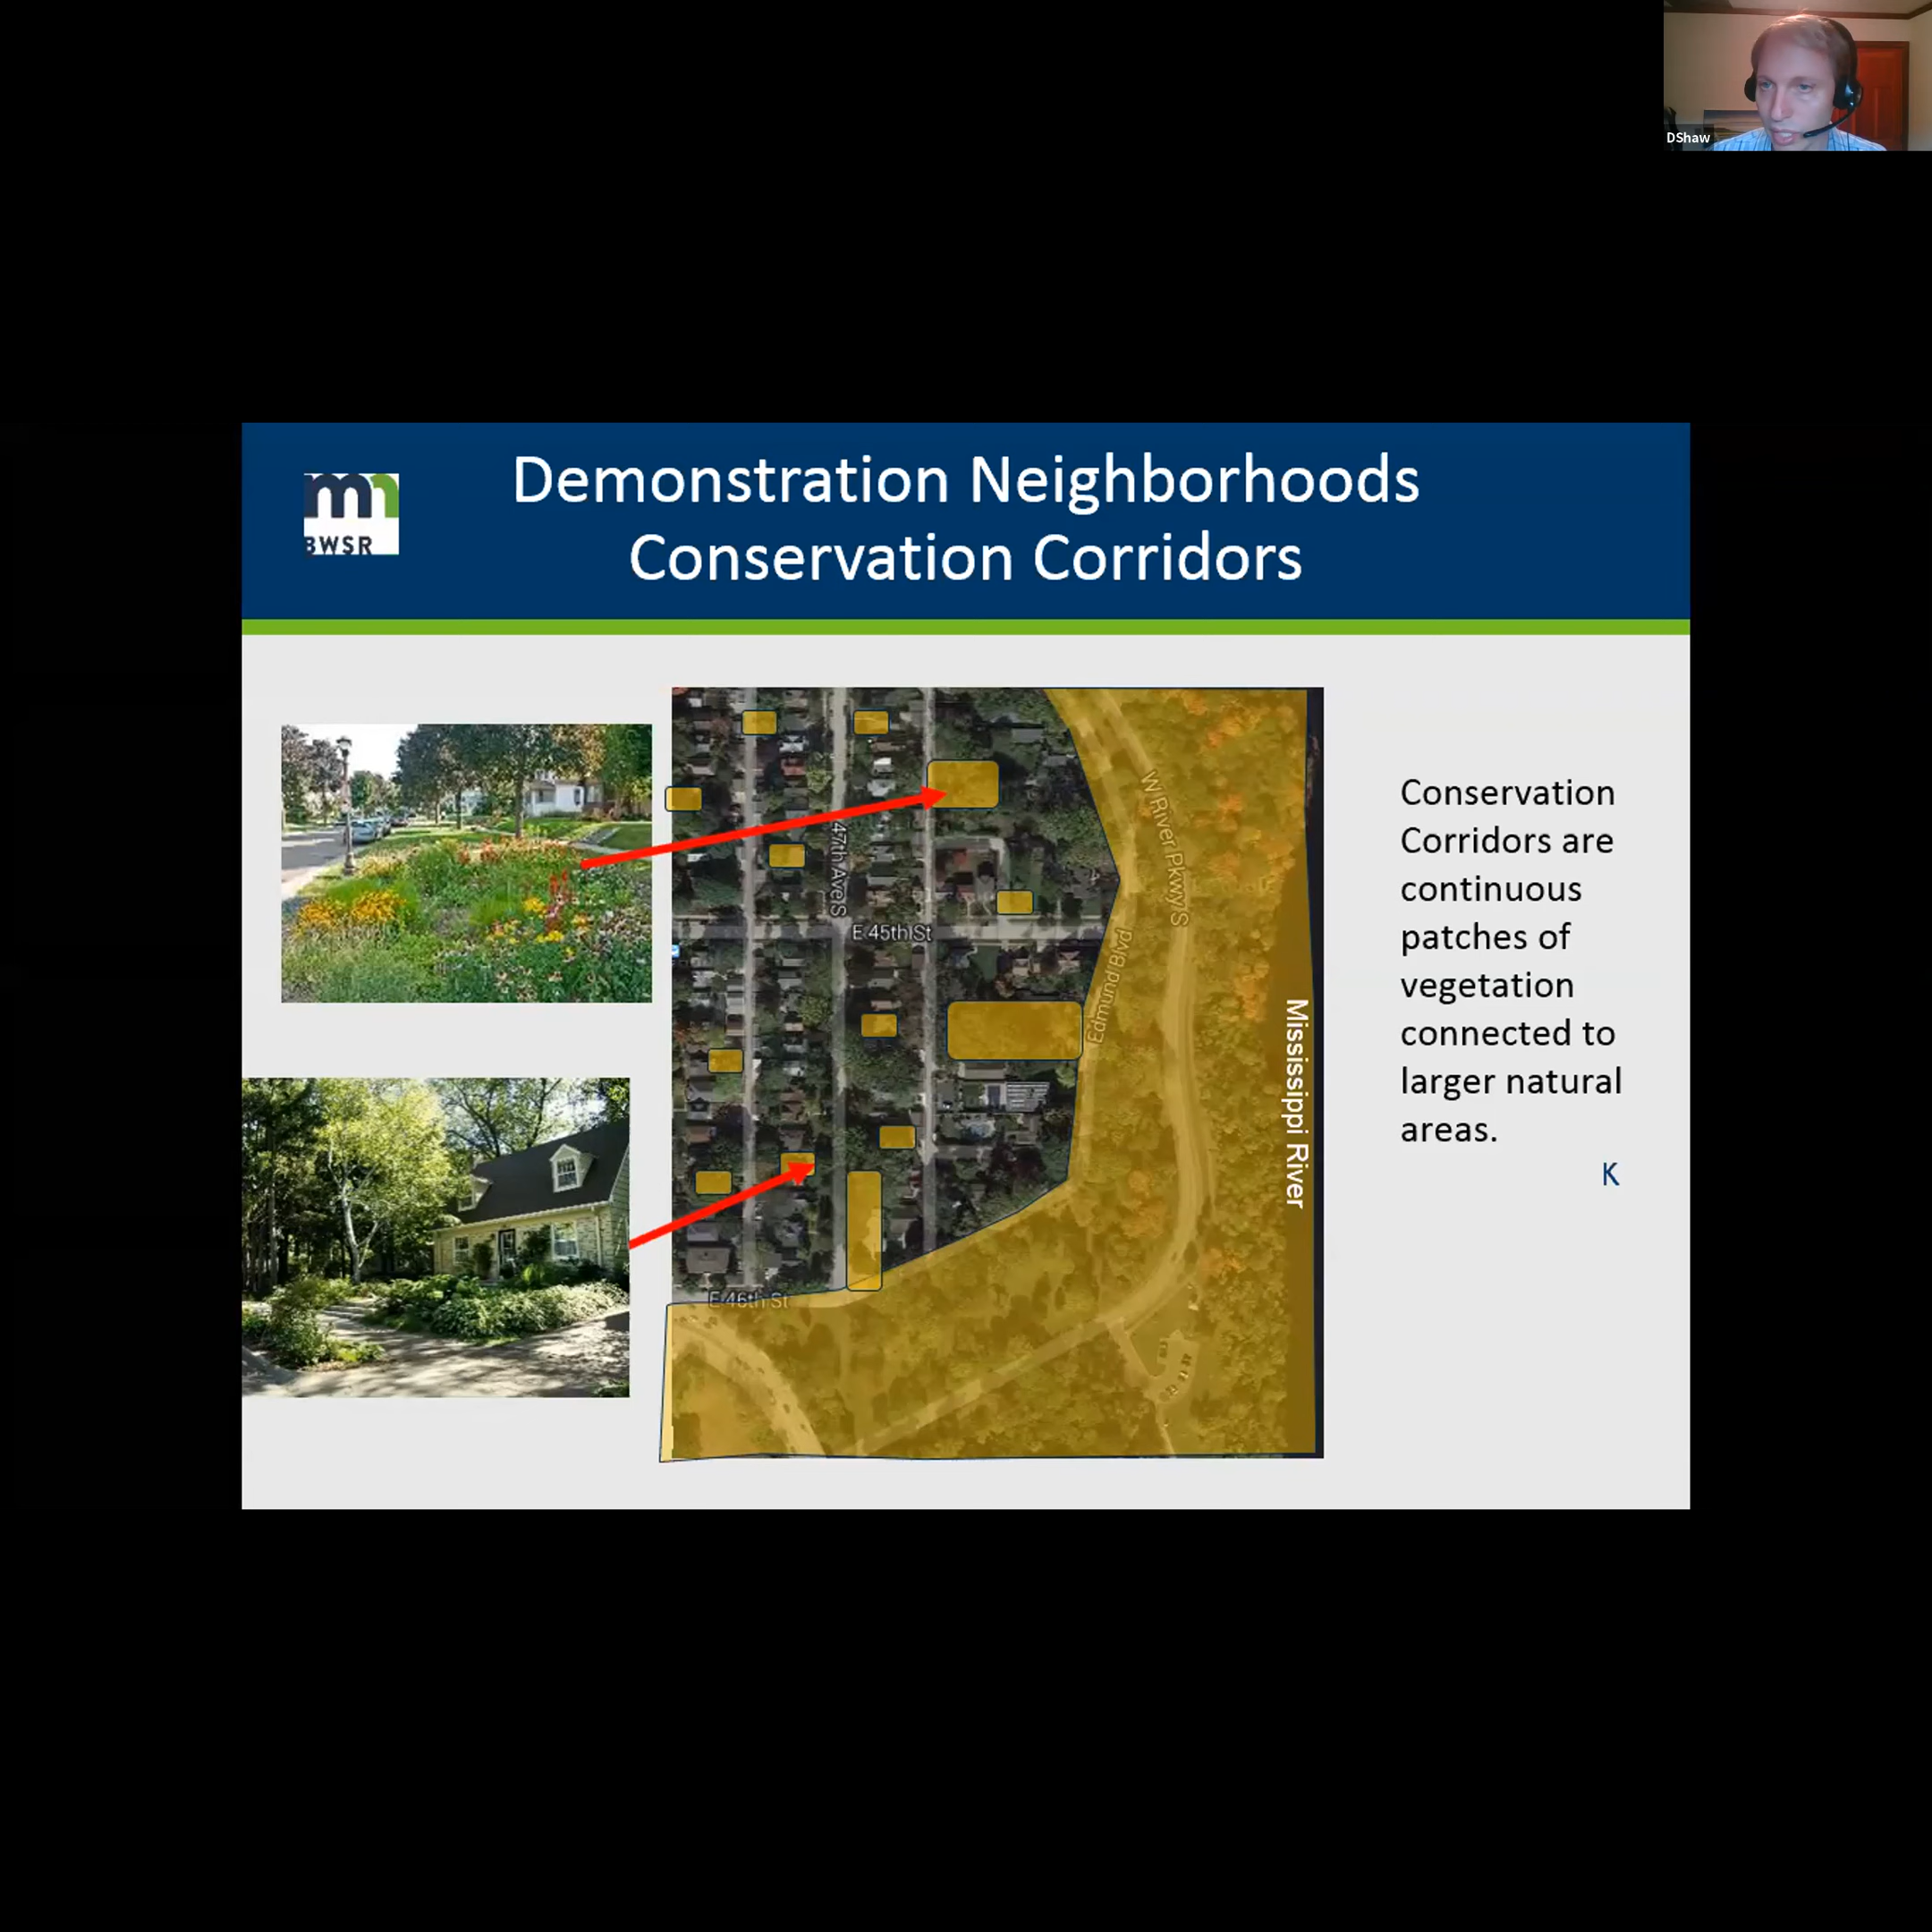 DShaw
mn
BWSR
Demonstration Neighborhoods
Conservation Corridors
47th Ave S
W River Pkwy S
E 45th St
Edmund Blvd
Mississippi River
E 46th St
Conservation
Corridors are
continuous
patches of
vegetation
connected to
larger natural
areas.
K